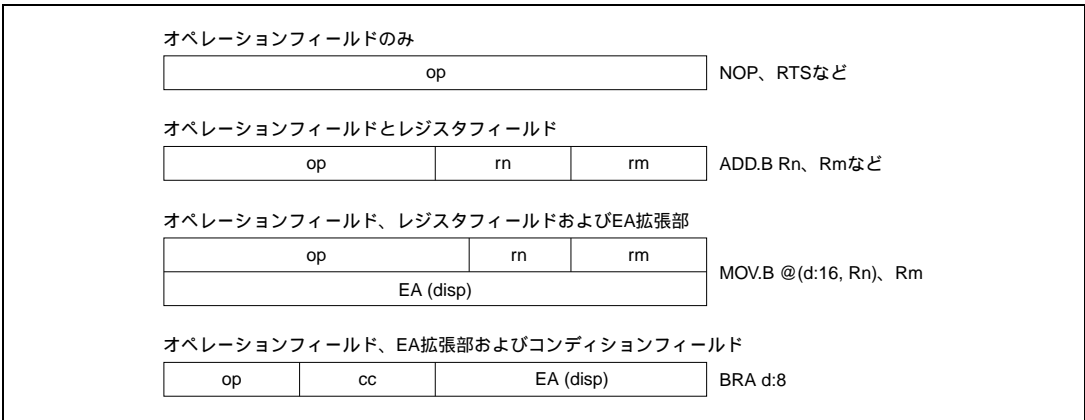 オペレーションフィールドのみ
op NOP、RTSなど
オペレーションフィールドとレジスタフィールド
op rn rm ADD.B Rn、Rmなど
オペレーションフィールド、レジスタフィールドおよびEA拡張部
op rn rm
MOV.B @(d:16, Rn)、Rm
EA (disp)
オペレーションフィールド、EA拡張部およびコンディションフィールド
op cc EA (disp) BRA d:8